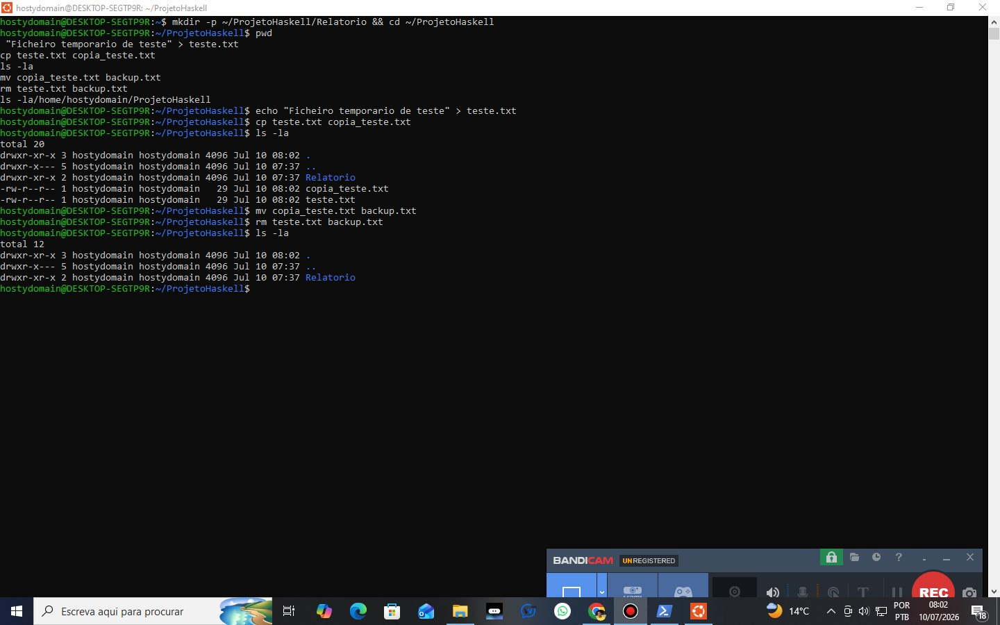 hostydomain@DESKTOP-SEGTP9R: ~/ProjetoHaskell
hostydomain@DESKTOP-SEGTP9R:~$ mkdir -p ~/ProjetoHaskell/Relatorio && cd ~/ProjetoHaskell
hostydomain@DESKTOP-SEGTP9R:~/ProjetoHaskell$ pwd
 "Ficheiro temporario de teste" > teste.txt
cp teste.txt copia_teste.txt
ls -la
mv copia_teste.txt backup.txt
rm teste.txt backup.txt
ls -la/home/hostydomain/ProjetoHaskell
hostydomain@DESKTOP-SEGTP9R:~/ProjetoHaskell$ echo "Ficheiro temporario de teste" > teste.txt
hostydomain@DESKTOP-SEGTP9R:~/ProjetoHaskell$ cp teste.txt copia_teste.txt
hostydomain@DESKTOP-SEGTP9R:~/ProjetoHaskell$ ls -la
total 20
drwxr-xr-x 3 hostydomain hostydomain 4096 Jul 10 08:02 .
drwxr-x--- 5 hostydomain hostydomain 4096 Jul 10 07:37 ..
drwxr-xr-x 2 hostydomain hostydomain 4096 Jul 10 07:37 Relatorio
-rw-r--r-- 1 hostydomain hostydomain   29 Jul 10 08:02 copia_teste.txt
-rw-r--r-- 1 hostydomain hostydomain   29 Jul 10 08:02 teste.txt
hostydomain@DESKTOP-SEGTP9R:~/ProjetoHaskell$ mv copia_teste.txt backup.txt
hostydomain@DESKTOP-SEGTP9R:~/ProjetoHaskell$ rm teste.txt backup.txt
hostydomain@DESKTOP-SEGTP9R:~/ProjetoHaskell$ ls -la
total 12
drwxr-xr-x 3 hostydomain hostydomain 4096 Jul 10 08:02 .
drwxr-x--- 5 hostydomain hostydomain 4096 Jul 10 07:37 ..
drwxr-xr-x 2 hostydomain hostydomain 4096 Jul 10 07:37 Relatorio
hostydomain@DESKTOP-SEGTP9R:~/ProjetoHaskell$
BANDICAM UNREGISTERED
REC
Escreva aqui para procurar
14°C
POR
PTB
08:02
10/07/2026
18